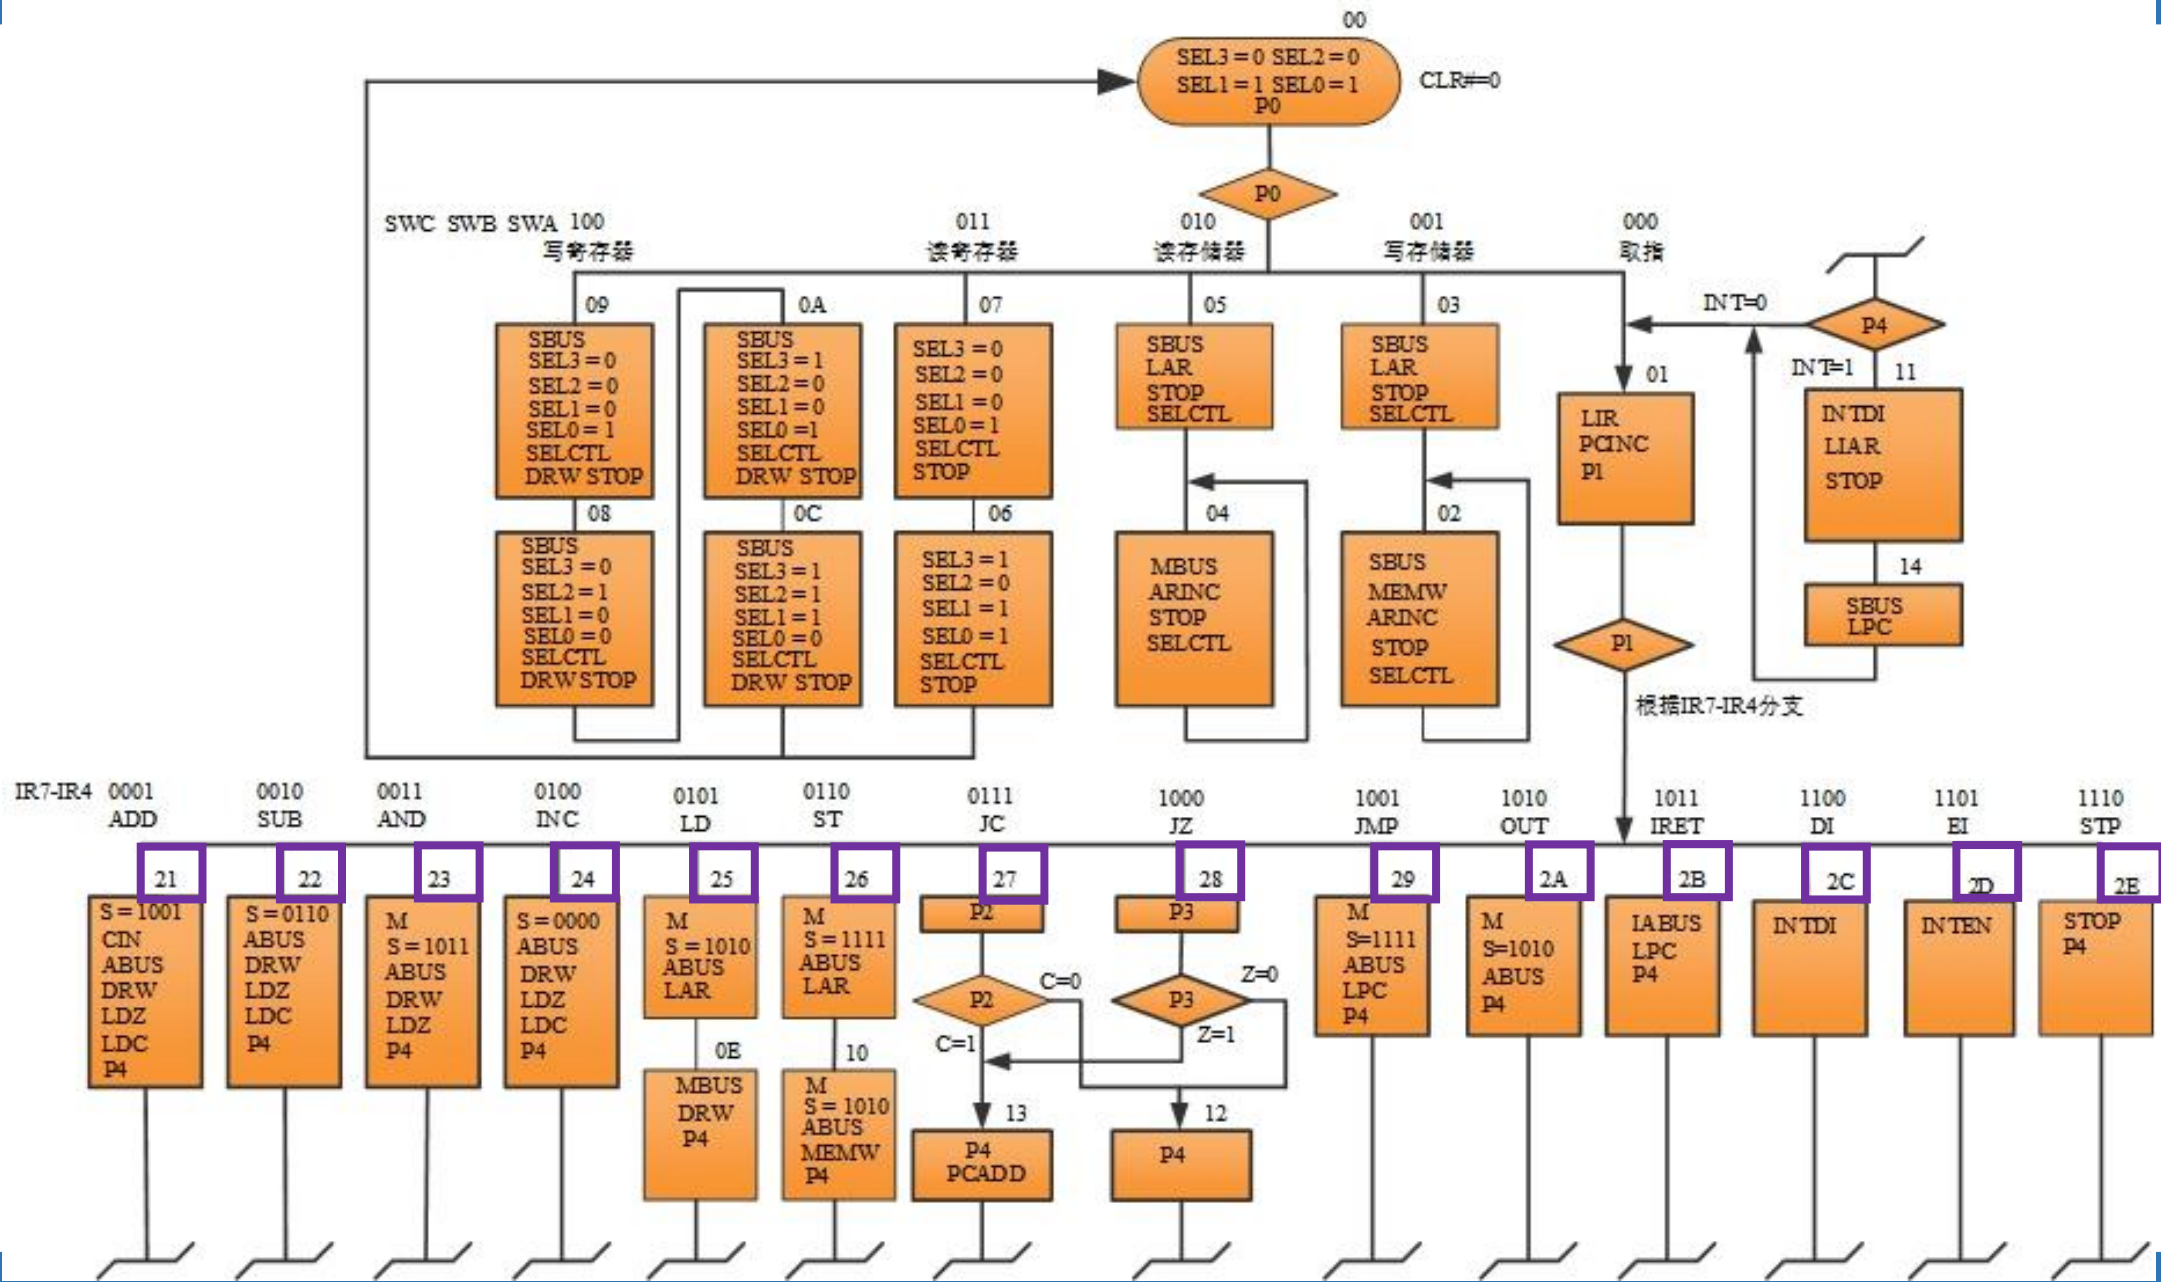 00
SEL3 = 0 SEL2 = 0
SEL1 = 1 SEL0 = 1
P0
CLR#=0
P0
SWC SWB SWA 100
写寄存器
011
读寄存器
010
读存储器
001
写存储器
000
取指
09
SBUS
SEL3 = 0
SEL2 = 0
SEL1 = 0
SEL0 = 1
SELCTL
DRW STOP
08
SBUS
SEL3 = 0
SEL2 = 1
SEL1 = 0
SEL0 = 0
SELCTL
DRW STOP
0A
SBUS
SEL3 = 1
SEL2 = 0
SEL1 = 0
SEL0 =1
SELCTL
DRW STOP
0C
SBUS
SEL3 = 1
SEL2 = 1
SEL1 = 1
SEL0 = 0
SELCTL
DRW STOP
07
SEL3 = 0
SEL2 = 0
SEL1 = 0
SEL0 = 1
SELCTL
STOP
06
SEL3 = 1
SEL2 = 0
SEL1 = 1
SEL0 = 1
SELCTL
STOP
05
SBUS
LAR
STOP
SELCTL
04
MBUS
ARINC
STOP
SELCTL
03
SBUS
LAR
STOP
SELCTL
02
SBUS
MEMW
ARINC
STOP
SELCTL
01
LIR
PCINC
P1
P1
根据IR7-IR4分支
INT=0
P4
INT=1
11
INTDI
LIAR
STOP
14
SBUS
LPC
IR7-IR4
0001
ADD
0010
SUB
0011
AND
0100
INC
0101
LD
0110
ST
0111
JC
1000
JZ
1001
JMP
1010
OUT
1011
IRET
1100
DI
1101
EI
1110
STP
21
S = 1001
CIN
ABUS
DRW
LDZ
LDC
P4
22
S = 0110
ABUS
DRW
LDZ
LDC
P4
23
M
S = 1011
ABUS
DRW
LDZ
P4
24
S = 0000
ABUS
DRW
LDZ
LDC
P4
25
M
S = 1010
ABUS
LAR
0E
MBUS
DRW
P4
26
M
S = 1111
ABUS
LAR
10
M
S = 1010
ABUS
MEMW
P4
27
P2
P2
C=0
C=1
13
P4
PCADD
28
P3
P3
Z=0
Z=1
12
P4
29
M
S=1111
ABUS
LPC
P4
2A
M
S=1010
ABUS
P4
2B
IABUS
LPC
P4
2C
INTDI
2D
INTEN
2E
STOP
P4